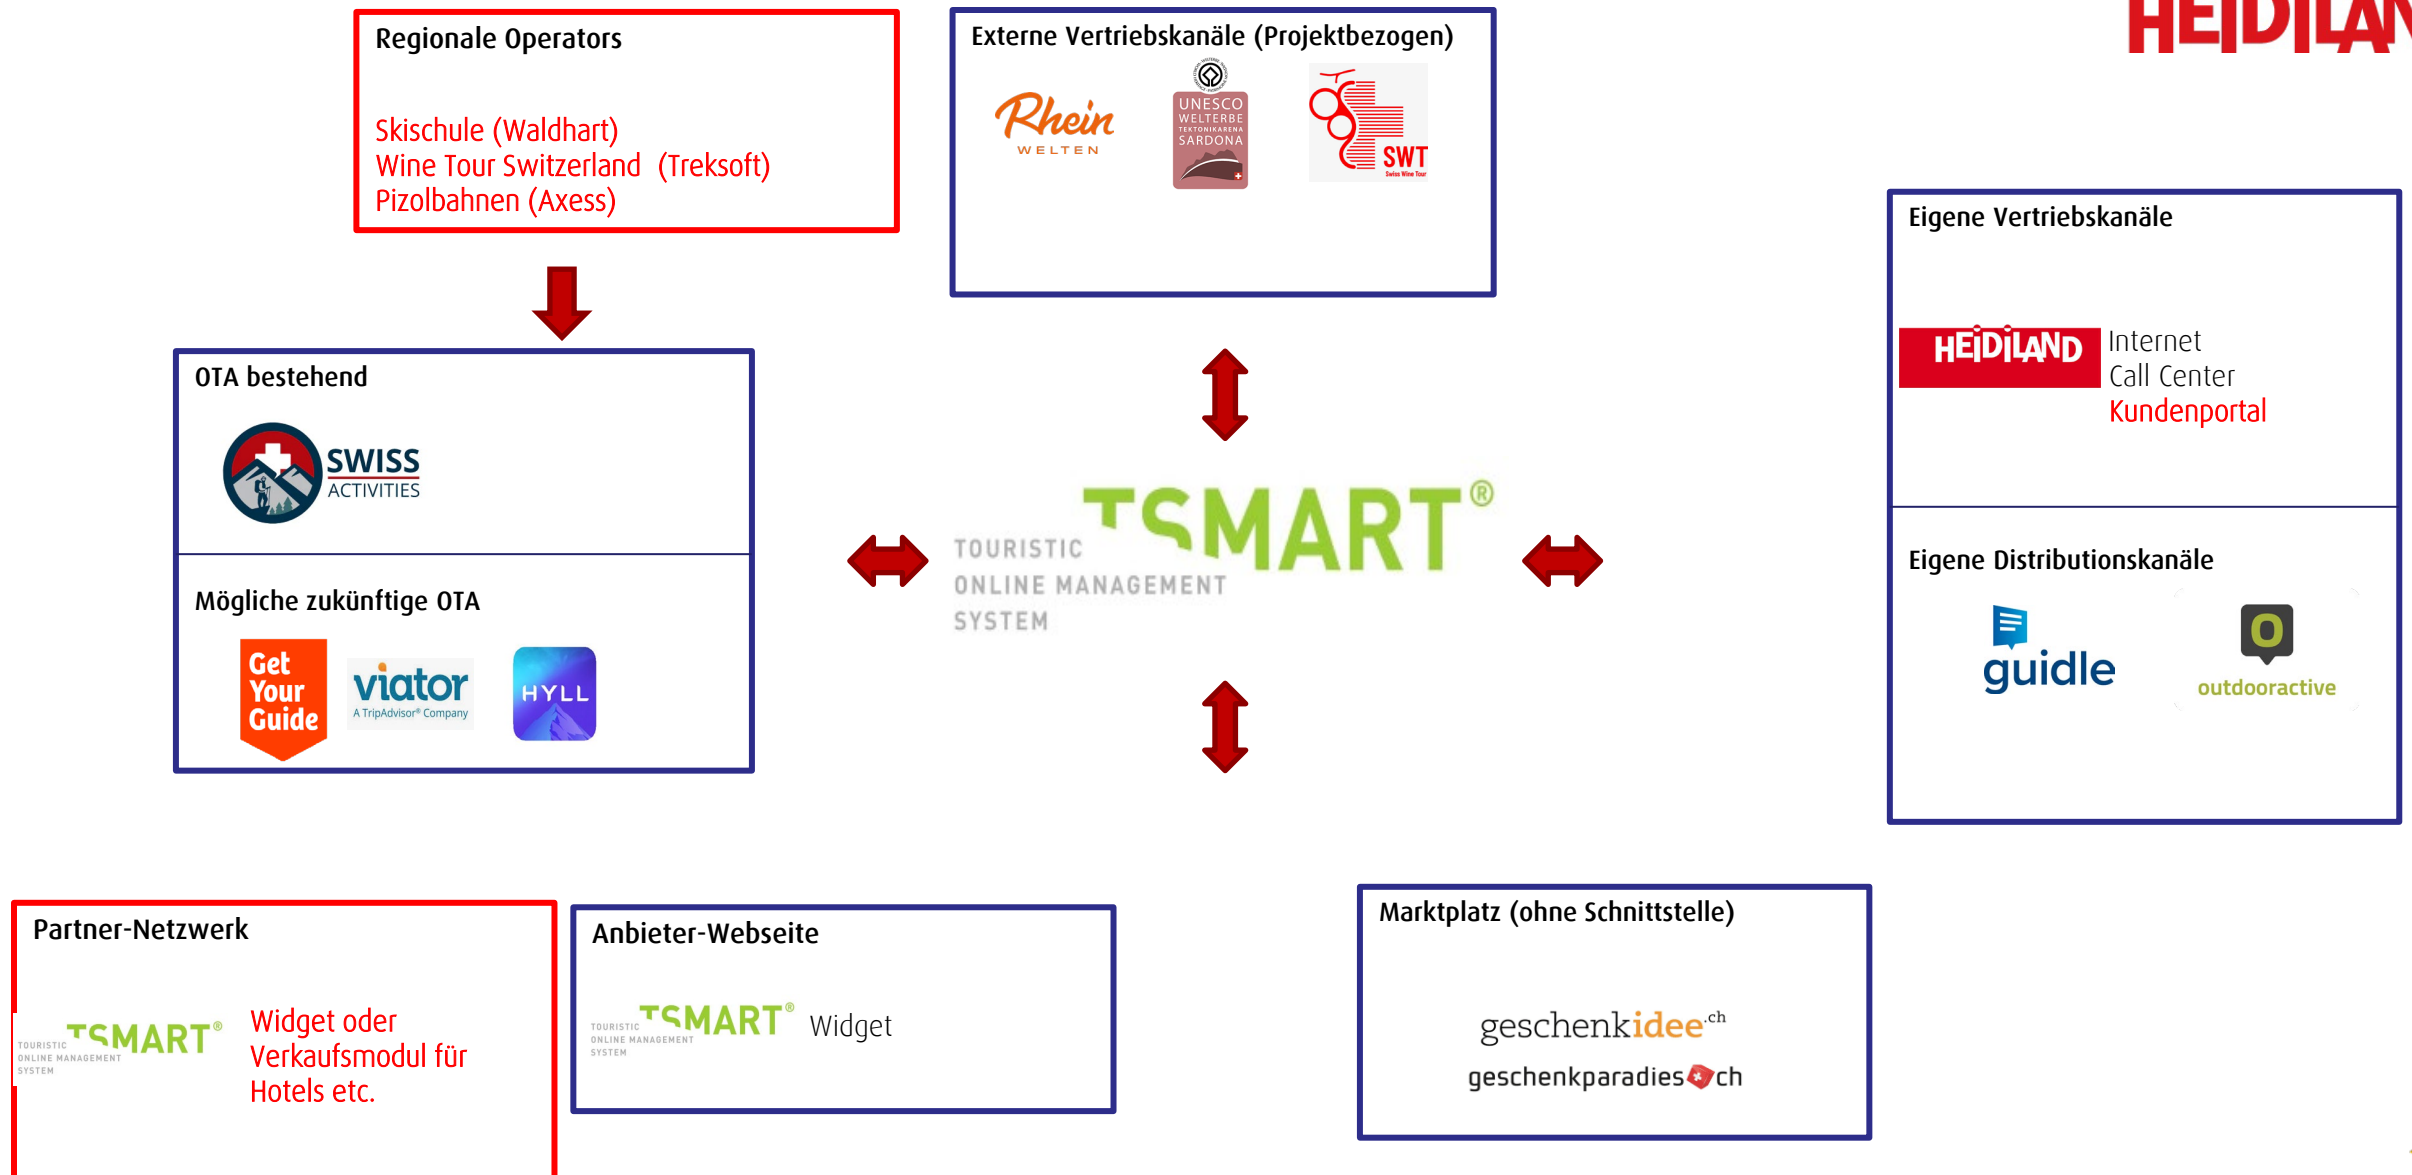 HEIDILAN
Regionale Operators
Skischule (Waldhart)
Wine Tour Switzerland (Treksoft)
Pizolbahnen (Axess)
Externe Vertriebskanäle (Projektbezogen)
Rhein
WELTEN
UNESCO
WELTERBE
TEKTONIKARENA
SARDONA
SWT
Swiss Wine Tour
Eigene Vertriebskanäle
HEIDILAND
Internet
Call Center
Kundenportal
Eigene Distributionskanäle
guidle
outdooractive
OTA bestehend
SWISS
ACTIVITIES
Mögliche zukünftige OTA
Get
Your
Guide
viator
A TripAdvisor® Company
HYLL
TSMART®
TOURISTIC
ONLINE MANAGEMENT
SYSTEM
Partner-Netzwerk
TSMART®
TOURISTIC
ONLINE MANAGEMENT
SYSTEM
Widget oder
Verkaufsmodul für
Hotels etc.
Anbieter-Webseite
TSMART®
TOURISTIC
ONLINE MANAGEMENT
SYSTEM
Widget
Marktplatz (ohne Schnittstelle)
geschenkidee.ch
geschenkparadies ch